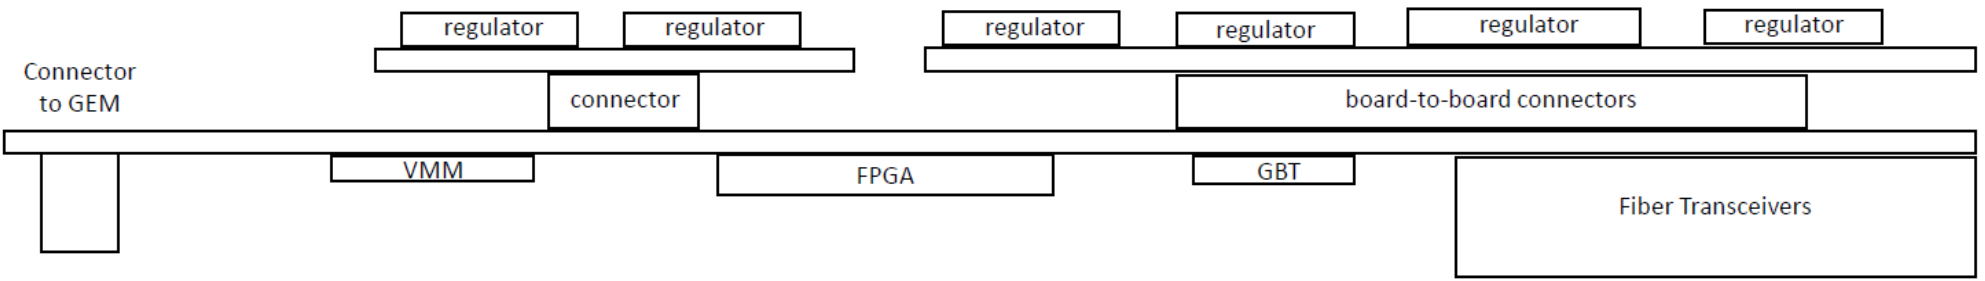 regulator
regulator
regulator
regulator
regulator
regulator
Connector
to GEM
connector
board-to-board connectors
VMM
FPGA
GBT
Fiber Transceivers